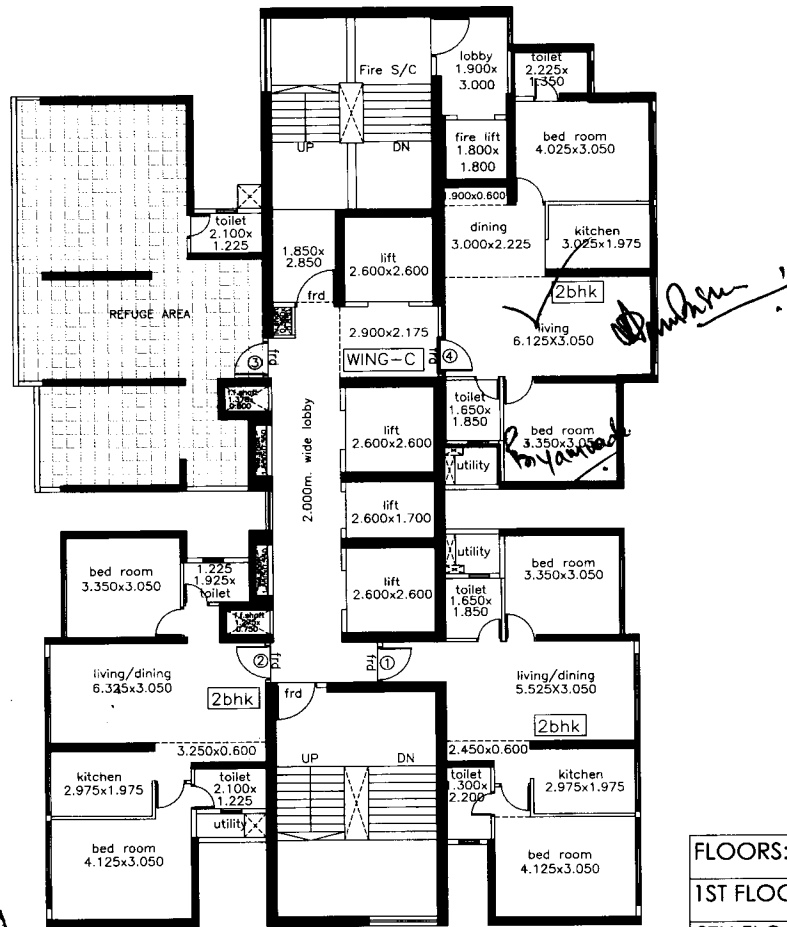 Fire S/C
UP
DN
lobby
1.900x
3.000
toilet
2.225x
1.350
fire lift
1.800x
1.800
bed room
4.025x3.050
1.900x0.600
dining
3.000x2.225
kitchen
3.025x1.975
2bhk
living
6.125X3.050
toilet
2.100x
1.225
1.850x
2.850
lift
2.600x2.600
frd
REFUGE AREA
2.900x2.175
WING-C
③
frd
frd
④
toilet
1.650x
1.850
bed room
3.350x3.050
utility
2.000m. wide lobby
lift
2.600x2.600
lift
2.600x1.700
lift
2.600x2.600
bed room
3.350x3.050
1.225
1.925x
toilet
utility
toilet
1.650x
1.850
bed room
3.350x3.050
living/dining
6.325x3.050
2bhk
②
frd
frd
①
living/dining
5.525X3.050
2bhk
frd
3.250x0.600
2.450x0.600
UP
DN
kitchen
2.975x1.975
toilet
2.100x
1.225
utility
bed room
4.125x3.050
toilet
1.300x
2.200
kitchen
2.975x1.975
bed room
4.125x3.050
FLOORS:
1ST FLOO